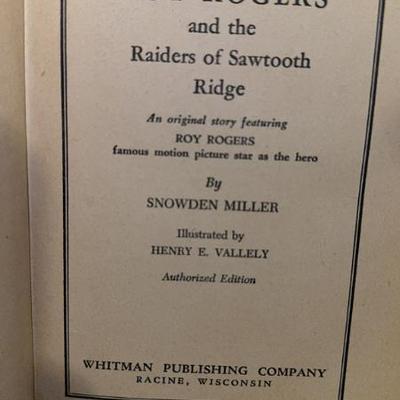 ROGERS
and the
Raiders of Sawtooth
Ridge
An original story featuring
ROY ROGERS
famous motion picture star as the hero
By
SNOWDEN MILLER
Illustrated by
HENRY E. VALLELY
Authorized Edition
WHITMAN PUBLISHING COMPANY
RACINE, WISCONSIN